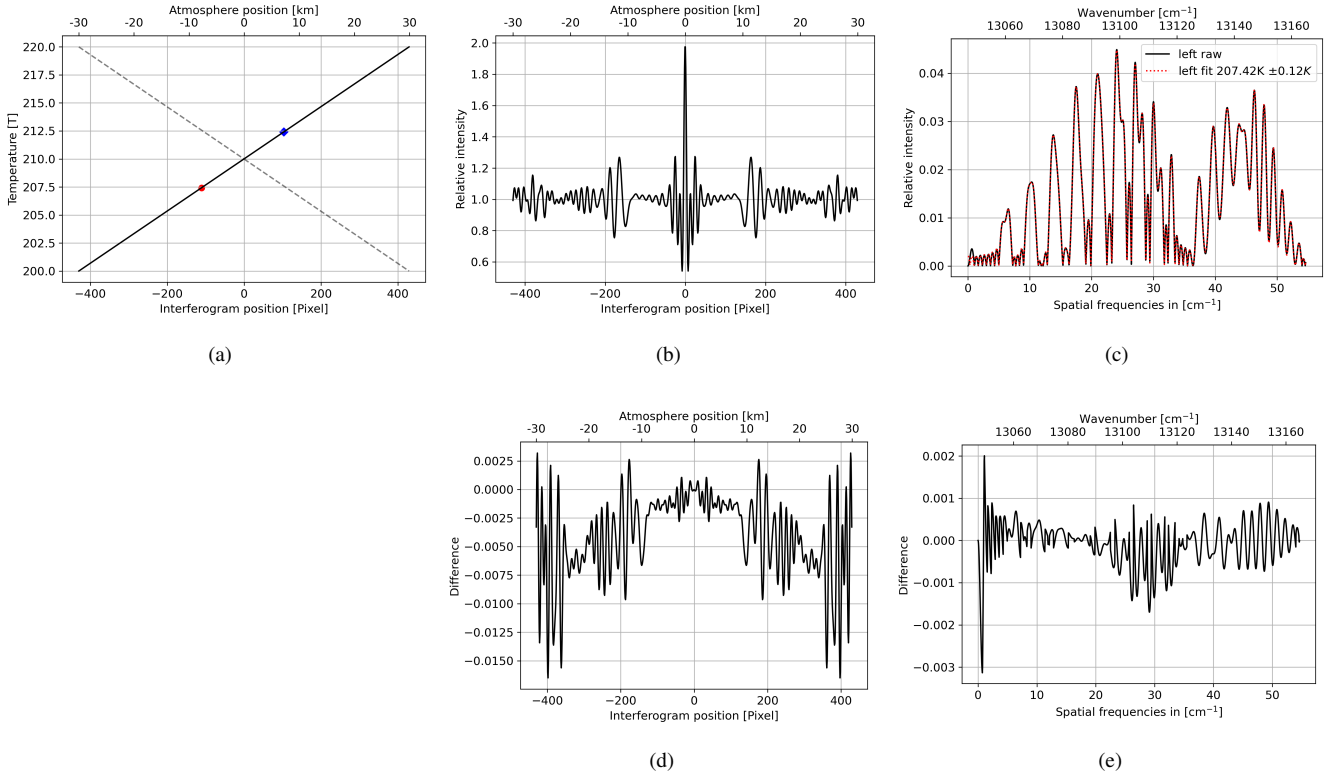 Atmosphere position [km]
-30 -20 -10 0 10 20 30
220.0
217.5
215.0
212.5
210.0
207.5
205.0
202.5
200.0
Temperature [T]
−400 −200 0 200 400
Interferogram position [Pixel]
(a)
Atmosphere position [km]
-30 -20 -10 0 10 20 30
2.0
1.8
1.6
1.4
1.2
1.0
0.8
0.6
Relative intensity
−400 −200 0 200 400
Interferogram position [Pixel]
(b)
Wavenumber [cm⁻¹]
13060 13080 13100 13120 13140 13160
left raw
left fit 207.42K ±0.12K
0.04
0.03
0.02
0.01
0.00
Relative intensity
0 10 20 30 40 50
Spatial frequencies in [cm⁻¹]
(c)
Atmosphere position [km]
-30 -20 -10 0 10 20 30
0.0025
0.0000
−0.0025
−0.0050
−0.0075
−0.0100
−0.0125
−0.0150
Difference
−400 −200 0 200 400
Interferogram position [Pixel]
(d)
Wavenumber [cm⁻¹]
13060 13080 13100 13120 13140 13160
0.002
0.001
0.000
−0.001
−0.002
−0.003
Difference
0 10 20 30 40 50
Spatial frequencies in [cm⁻¹]
(e)